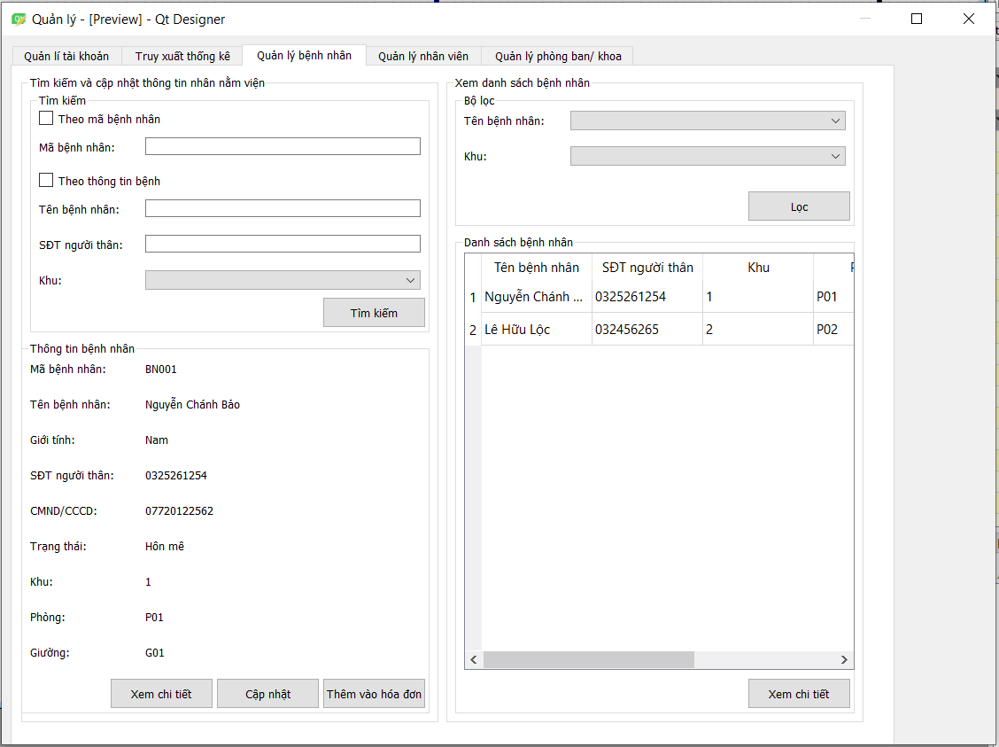 Quản lý - [Preview] - Qt Designer
Quản lí tài khoản
Truy xuất thống kê
Quản lý bệnh nhân
Quản lý nhân viên
Quản lý phòng ban/ khoa
Tìm kiếm và cập nhật thông tin nhân nằm viện
Tìm kiếm
Theo mã bệnh nhân
Mã bệnh nhân:
Theo thông tin bệnh
Tên bệnh nhân:
SĐT người thân:
Khu:
Tìm kiếm
Thông tin bệnh nhân
Mã bệnh nhân: BN001
Tên bệnh nhân: Nguyễn Chánh Bảo
Giới tính: Nam
SĐT người thân: 0325261254
CMND/CCCD: 07720122562
Trạng thái: Hôn mê
Khu: 1
Phòng: P01
Giường: G01
Xem chi tiết
Cập nhật
Thêm vào hóa đơn
Xem danh sách bệnh nhân
Bộ lọc
Tên bệnh nhân:
Khu:
Lọc
Danh sách bệnh nhân
Tên bệnh nhân SĐT người thân Khu
1 Nguyễn Chánh ... 0325261254 1 P01
2 Lê Hữu Lộc 032456265 2 P02
Xem chi tiết